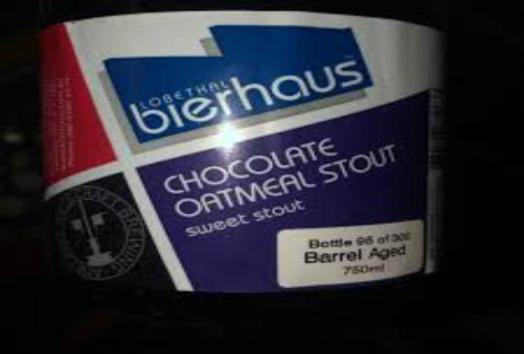 LOBETHAL
bierhaus
CHOCOLATE
OATMEAL STOUT
sweet stout
Bottle 96 of 300
Barrel Aged
750ml